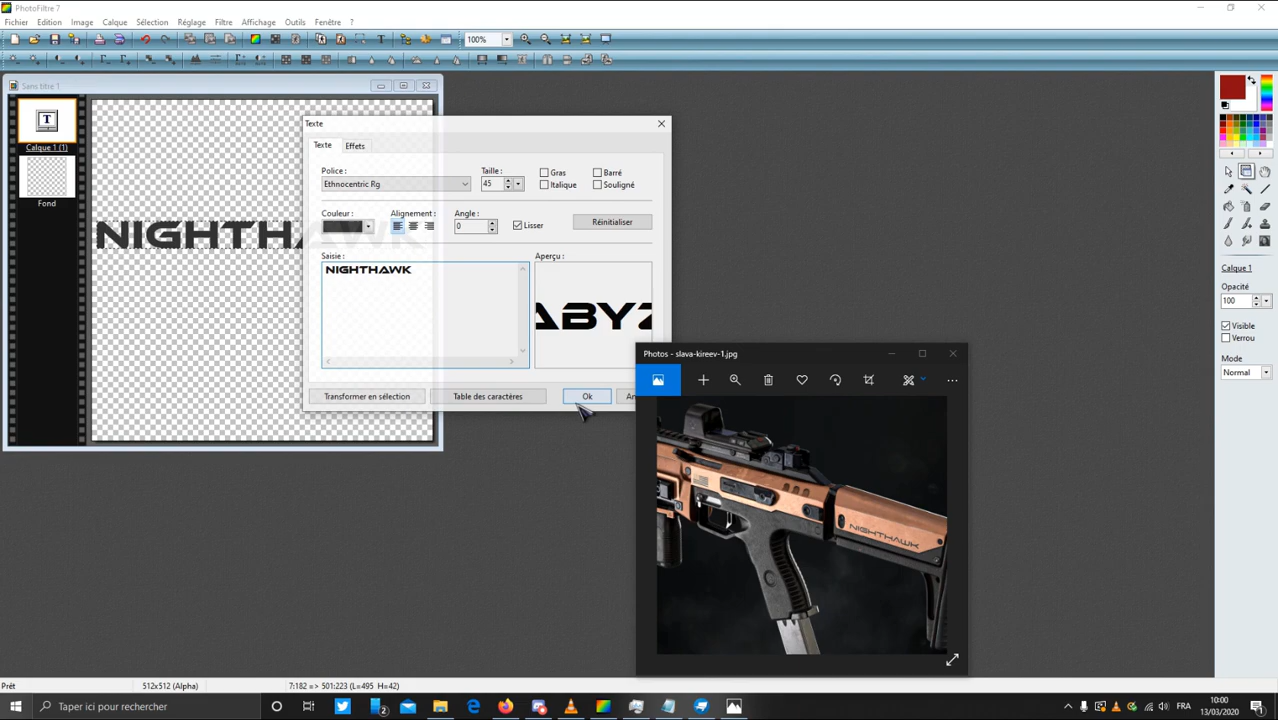 PhotoFiltre 7
Fichier Edition Image Calque Sélection Réglage Filtre Affichage Outils Fenêtre ?
100%
Sans titre 1
T
Calque 1 (1)
Fond
NIGHTHAWK
Texte
Texte Effets
Police : Taille :
Ethnocentric Rg 45
Gras Barré
Italique Souligné
Couleur : Alignement : Angle :
0 Lisser Réinitialiser
Saisie : Aperçu :
NIGHTHAWK
ABYZ
Transformer en sélection Table des caractères Ok An
Photos - slava-kireev-1.jpg
NIGHTHAWK
Calque 1
Opacité
100
Visible
Verrou
Mode
Normal
Prêt 512x512 (Alpha) 7:182 => 501:223 (L=495 H=42)
Taper ici pour rechercher
2
FR
10:00
13/03/2020
1